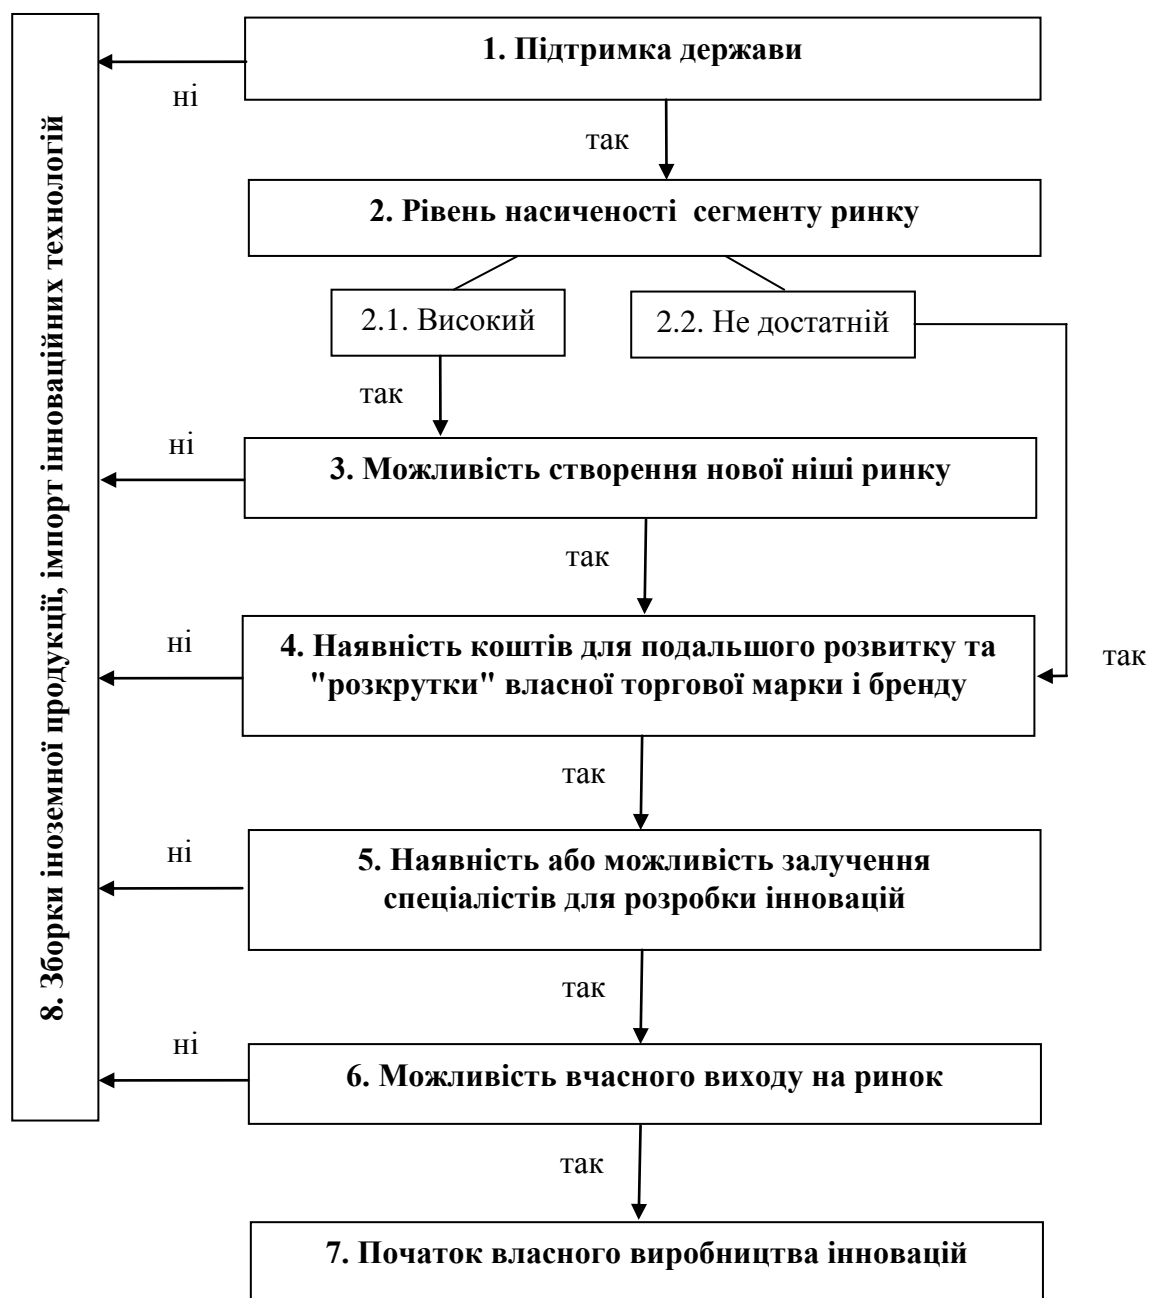 1. Підтримка держави
ні
так
2. Рівень насиченості  сегменту ринку
2.1. Високий
2.2. Не достатній
так
ні
3. Можливість створення нової ніші ринку
так
ні
4. Наявність коштів для подальшого розвитку та
"розкрутки" власної торгової марки і бренду
так
так
ні
5. Наявність або можливість залучення
спеціалістів для розробки інновацій
так
ні
6. Можливість вчасного виходу на ринок
так
7. Початок власного виробництва інновацій
8. Зборки іноземної продукції, імпорт інноваційних технологій